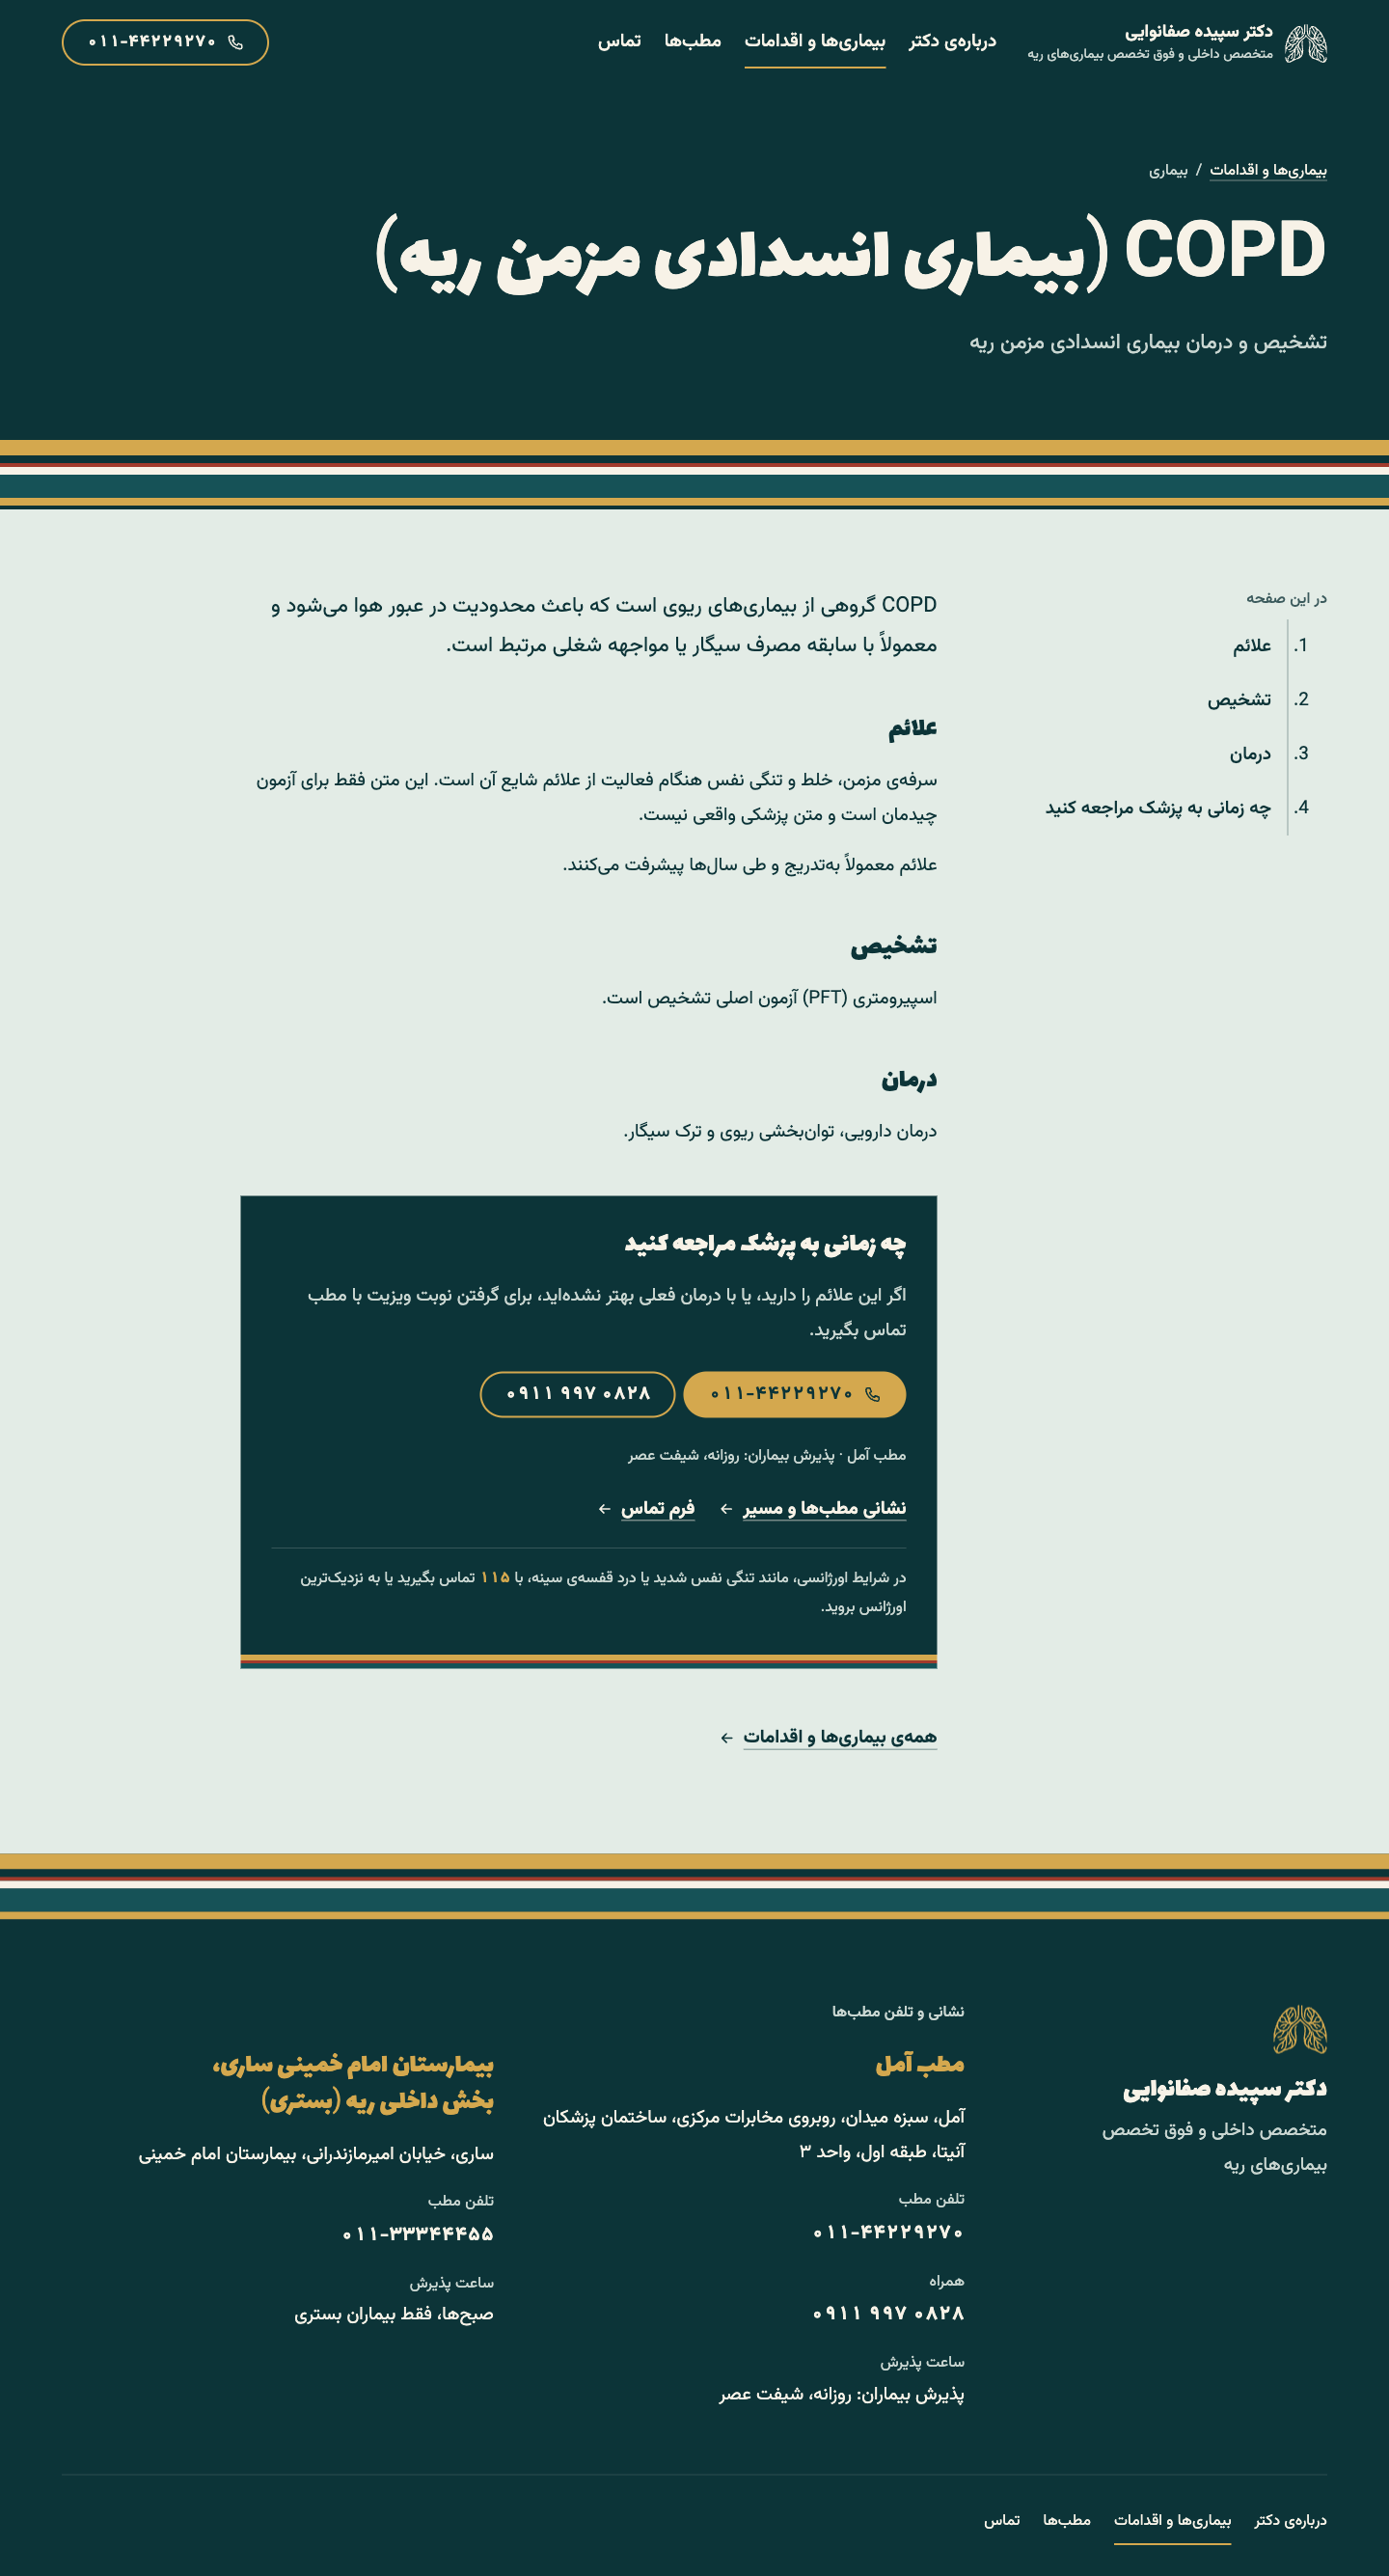 دکتر سپیده صفانوایی
متخصص داخلی و فوق تخصص بیماری‌های ریه
درباره‌ی دکتر
بیماری‌ها و اقدامات
مطب‌ها
تماس
۰۱۱-۴۴۲۲۹۲۷۰
بیماری‌ها و اقدامات / بیماری
COPD (بیماری انسدادی مزمن ریه)
تشخیص و درمان بیماری انسدادی مزمن ریه
در این صفحه
1. علائم
2. تشخیص
3. درمان
4. چه زمانی به پزشک مراجعه کنید
COPD گروهی از بیماری‌های ریوی است که باعث محدودیت در عبور هوا می‌شود و
معمولاً با سابقه مصرف سیگار یا مواجهه شغلی مرتبط است.
علائم
سرفه‌ی مزمن، خلط و تنگی نفس هنگام فعالیت از علائم شایع آن است. این متن فقط برای آزمون
چیدمان است و متن پزشکی واقعی نیست.
علائم معمولاً به‌تدریج و طی سال‌ها پیشرفت می‌کنند.
تشخیص
اسپیرومتری (PFT) آزمون اصلی تشخیص است.
درمان
درمان دارویی، توان‌بخشی ریوی و ترک سیگار.
چه زمانی به پزشک مراجعه کنید
اگر این علائم را دارید، یا با درمان فعلی بهتر نشده‌اید، برای گرفتن نوبت ویزیت با مطب
تماس بگیرید.
۰۱۱-۴۴۲۲۹۲۷۰
۰۹۱۱ ۹۹۷ ۰۸۲۸
مطب آمل · پذیرش بیماران: روزانه، شیفت عصر
نشانی مطب‌ها و مسیر ←
فرم تماس ←
در شرایط اورژانسی، مانند تنگی نفس شدید یا درد قفسه‌ی سینه، با ۱۱۵ تماس بگیرید یا به نزدیک‌ترین
اورژانس بروید.
همه‌ی بیماری‌ها و اقدامات ←
دکتر سپیده صفانوایی
متخصص داخلی و فوق تخصص
بیماری‌های ریه
نشانی و تلفن مطب‌ها
مطب آمل
آمل، سبزه میدان، روبروی مخابرات مرکزی، ساختمان پزشکان
آنیتا، طبقه اول، واحد ۳
تلفن مطب
۰۱۱-۴۴۲۲۹۲۷۰
همراه
۰۹۱۱ ۹۹۷ ۰۸۲۸
ساعت پذیرش
پذیرش بیماران: روزانه، شیفت عصر
بیمارستان امام خمینی ساری،
بخش داخلی ریه (بستری)
ساری، خیابان امیرمازندرانی، بیمارستان امام خمینی
تلفن مطب
۰۱۱-۳۳۳۴۴۴۵۵
ساعت پذیرش
صبح‌ها، فقط بیماران بستری
درباره‌ی دکتر
بیماری‌ها و اقدامات
مطب‌ها
تماس